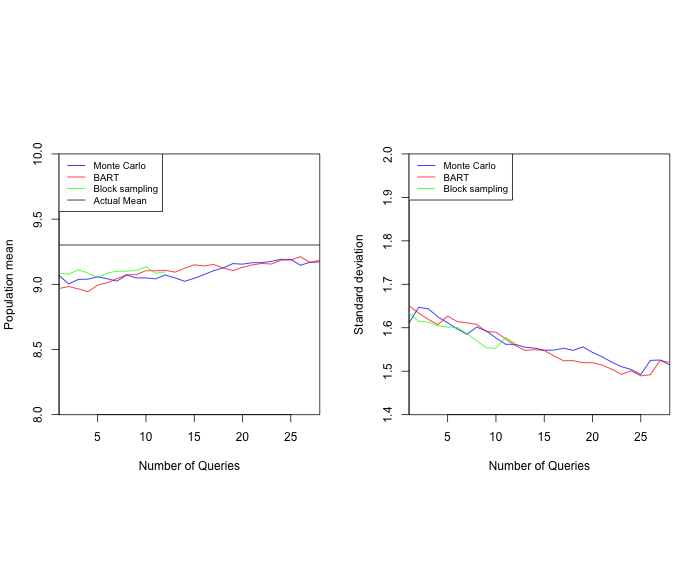 Monte Carlo
BART
Block sampling
Actual Mean
8.0
8.5
9.0
9.5
10.0
Population mean
5
10
15
20
25
Number of Queries
Monte Carlo
BART
Block sampling
1.4
1.5
1.6
1.7
1.8
1.9
2.0
Standard deviation
5
10
15
20
25
Number of Queries